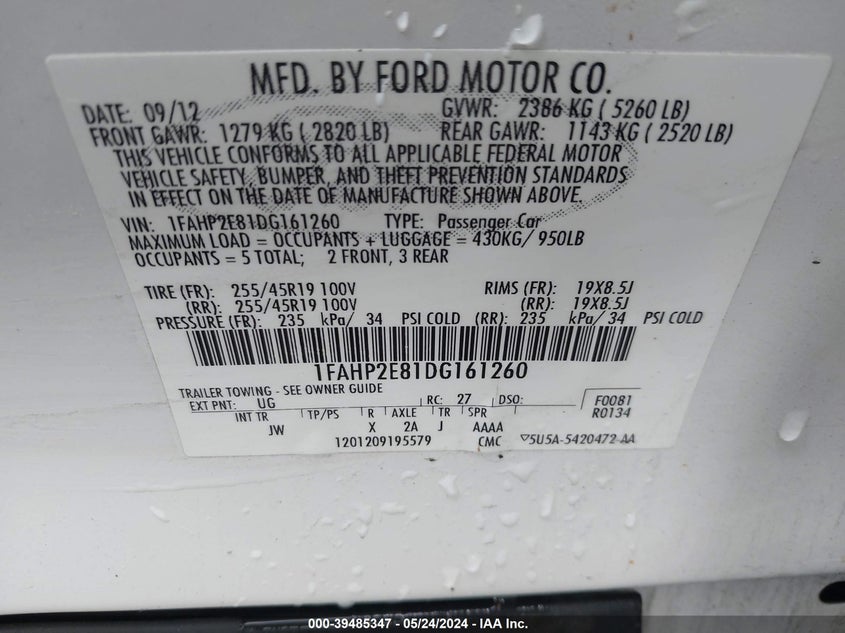 MFD. BY FORD MOTOR CO.
DATE: 09/12 GVWR: 2386 KG ( 5260 LB)
FRONT GAWR: 1279 KG ( 2820 LB) REAR GAWR: 1143 KG ( 2520 LB)
THIS VEHICLE CONFORMS TO ALL APPLICABLE FEDERAL MOTOR
VEHICLE SAFETY, BUMPER, AND THEFT PREVENTION STANDARDS
IN EFFECT ON THE DATE OF MANUFACTURE SHOWN ABOVE.
VIN: 1FAHP2E81DG161260 TYPE: Passenger Car
MAXIMUM LOAD = OCCUPANTS + LUGGAGE = 430KG/ 950LB
OCCUPANTS = 5 TOTAL; 2 FRONT, 3 REAR
TIRE (FR): 255/45R19 100V RIMS (FR): 19X8.5J
(RR): 255/45R19 100V (RR): 19X8.5J
PRESSURE (FR): 235 kPa/ 34 PSI COLD (RR): 235 kPa/ 34 PSI COLD
1FAHP2E81DG161260
TRAILER TOWING - SEE OWNER GUIDE
EXT PNT: UG RC: 27 DSO: F0081
INT TR TP/PS R AXLE TR SPR R0134
JW X 2A J AAAA
1201209195579 CMC ▽5U5A-5420472-AA
000-39485347 - 05/24/2024 - IAA Inc.